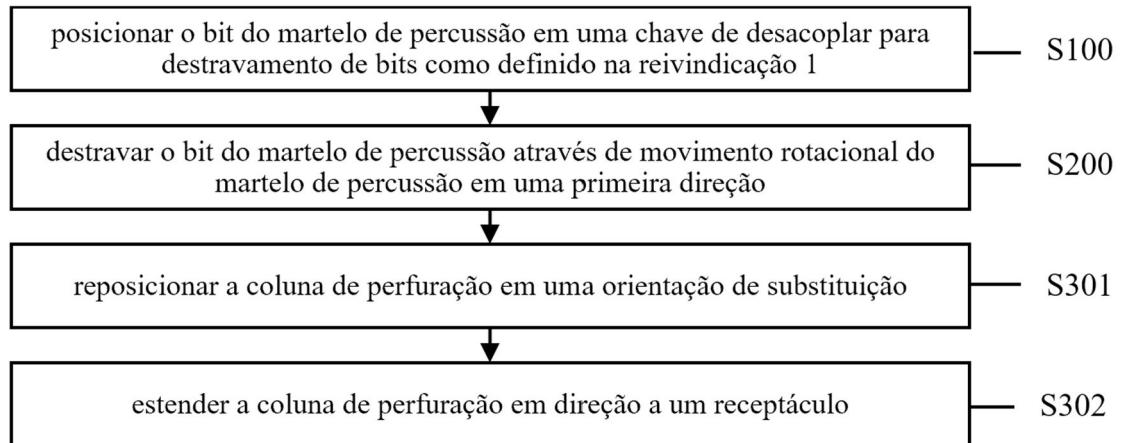 posicionar o bit do martelo de percussão em uma chave de desacoplar para
destravamento de bits como definido na reivindicação 1
S100
destravar o bit do martelo de percussão através de movimento rotacional do
martelo de percussão em uma primeira direção
S200
reposicionar a coluna de perfuração em uma orientação de substituição
S301
estender a coluna de perfuração em direção a um receptáculo
S302